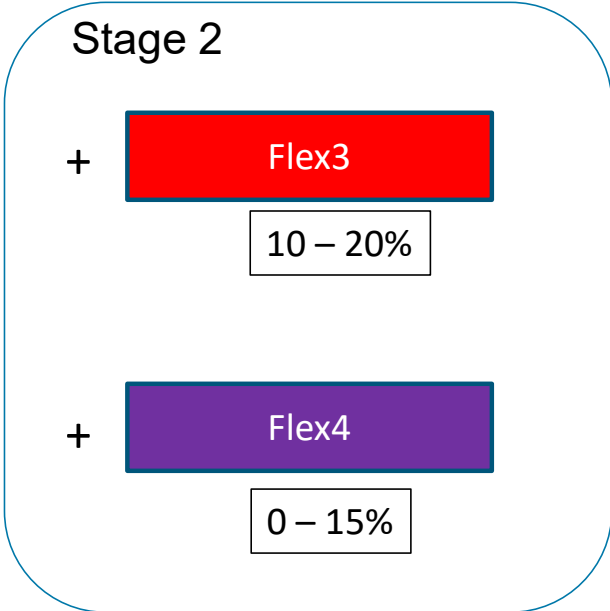 Stage 2
+ Flex3
10 – 20%
+ Flex4
0 – 15%